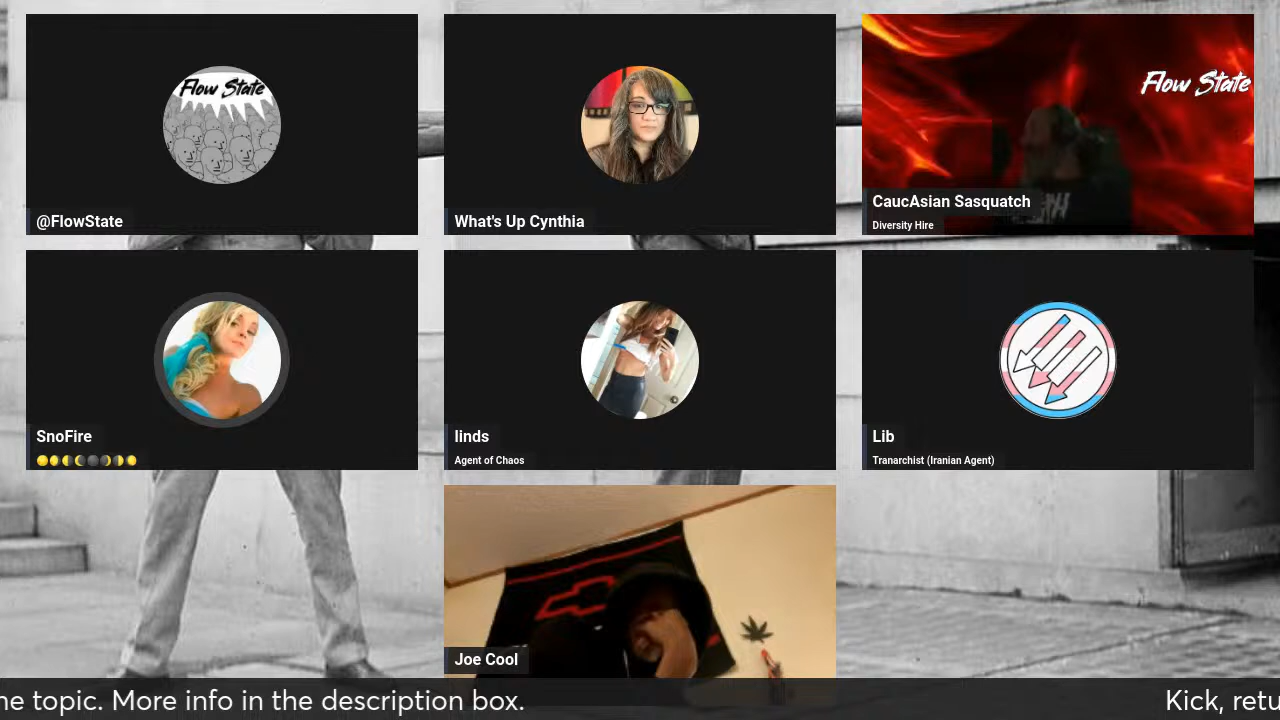 Flow State
@FlowState
What's Up Cynthia
Flow State
CaucAsian Sasquatch
Diversity Hire
SnoFire
🌕🌖🌗🌘🌑🌒🌓🌔
linds
Agent of Chaos
Lib
Tranarchist (Iranian Agent)
Joe Cool
he topic. More info in the description box.
Kick, retu